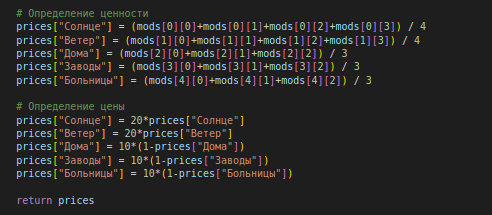 # Определение ценности
prices["Солнце"] = (mods[0][0]+mods[0][1]+mods[0][2]+mods[0][3]) / 4
prices["Ветер"] = (mods[1][0]+mods[1][1]+mods[1][2]+mods[1][3]) / 4
prices["Дома"] = (mods[2][0]+mods[2][1]+mods[2][2]) / 3
prices["Заводы"] = (mods[3][0]+mods[3][1]+mods[3][2]) / 3
prices["Больницы"] = (mods[4][0]+mods[4][1]+mods[4][2]) / 3
# Определение цены
prices["Солнце"] = 20*prices["Солнце"]
prices["Ветер"] = 20*prices["Ветер"]
prices["Дома"] = 10*(1-prices["Дома"])
prices["Заводы"] = 10*(1-prices["Заводы"])
prices["Больницы"] = 10*(1-prices["Больницы"])
return prices